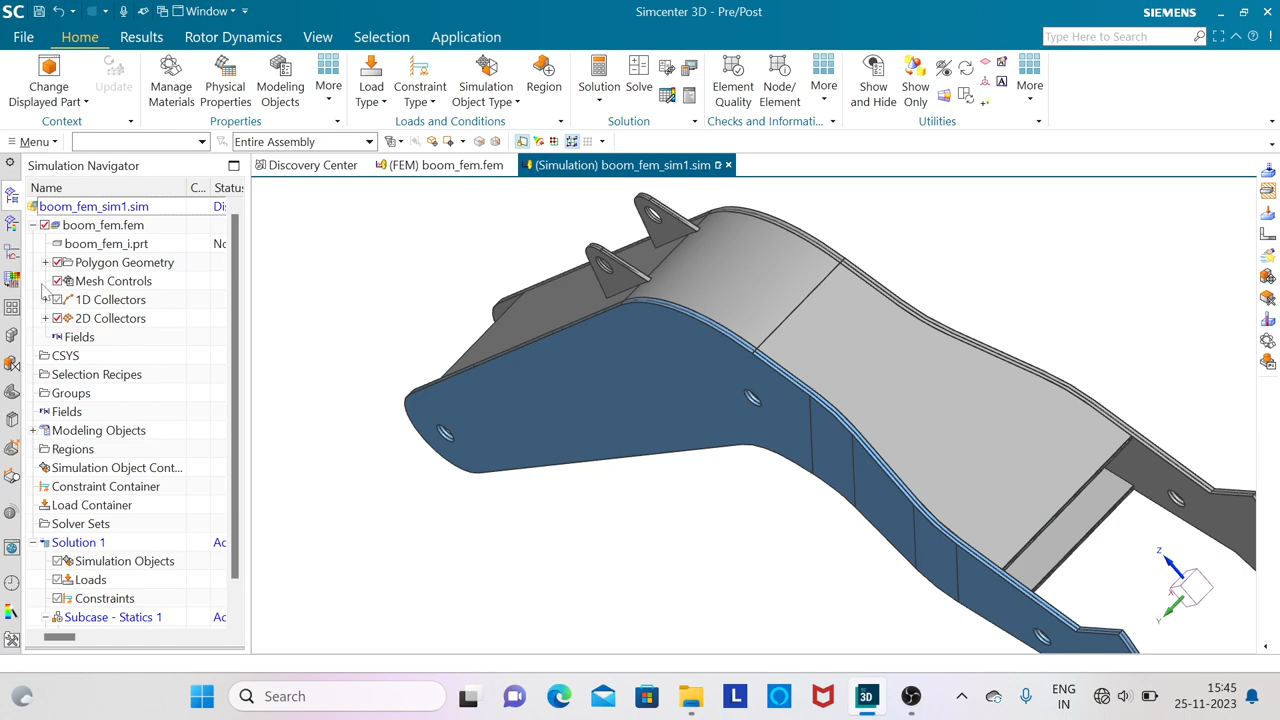 SC
Window
Simcenter 3D - Pre/Post
SIEMENS
File Home Results Rotor Dynamics View Selection Experience Application
Type Here to Search
Change Displayed Part
Update
Context
Manage Materials
Physical Properties
Modeling Objects
More
Properties
Load Type
Constraint Type
Simulation Object Type
Region
Loads and Conditions
Solution
Solve
Solution
Element Quality
Node/ Element
More
Checks and Informati...
Show and Hide
Show Only
More
Utilities
Menu
Entire Assembly
Simulation Navigator
Discovery Center
(FEM) boom_fem.fem
(Simulation) boom_fem_sim1.sim
Name C... Status
boom_fem_sim1.sim Di
boom_fem.fem
boom_fem_i.prt No
Polygon Geometry
Mesh Controls
1D Collectors
2D Collectors
Fields
CSYS
Selection Recipes
Groups
Fields
Modeling Objects
Regions
Simulation Object Cont...
Constraint Container
Load Container
Solver Sets
Solution 1 Ac
Simulation Objects
Loads
Constraints
Subcase - Statics 1 Ac
Z
X
Y
Search
L
3D
ENG
IN
15:45
25-11-2023